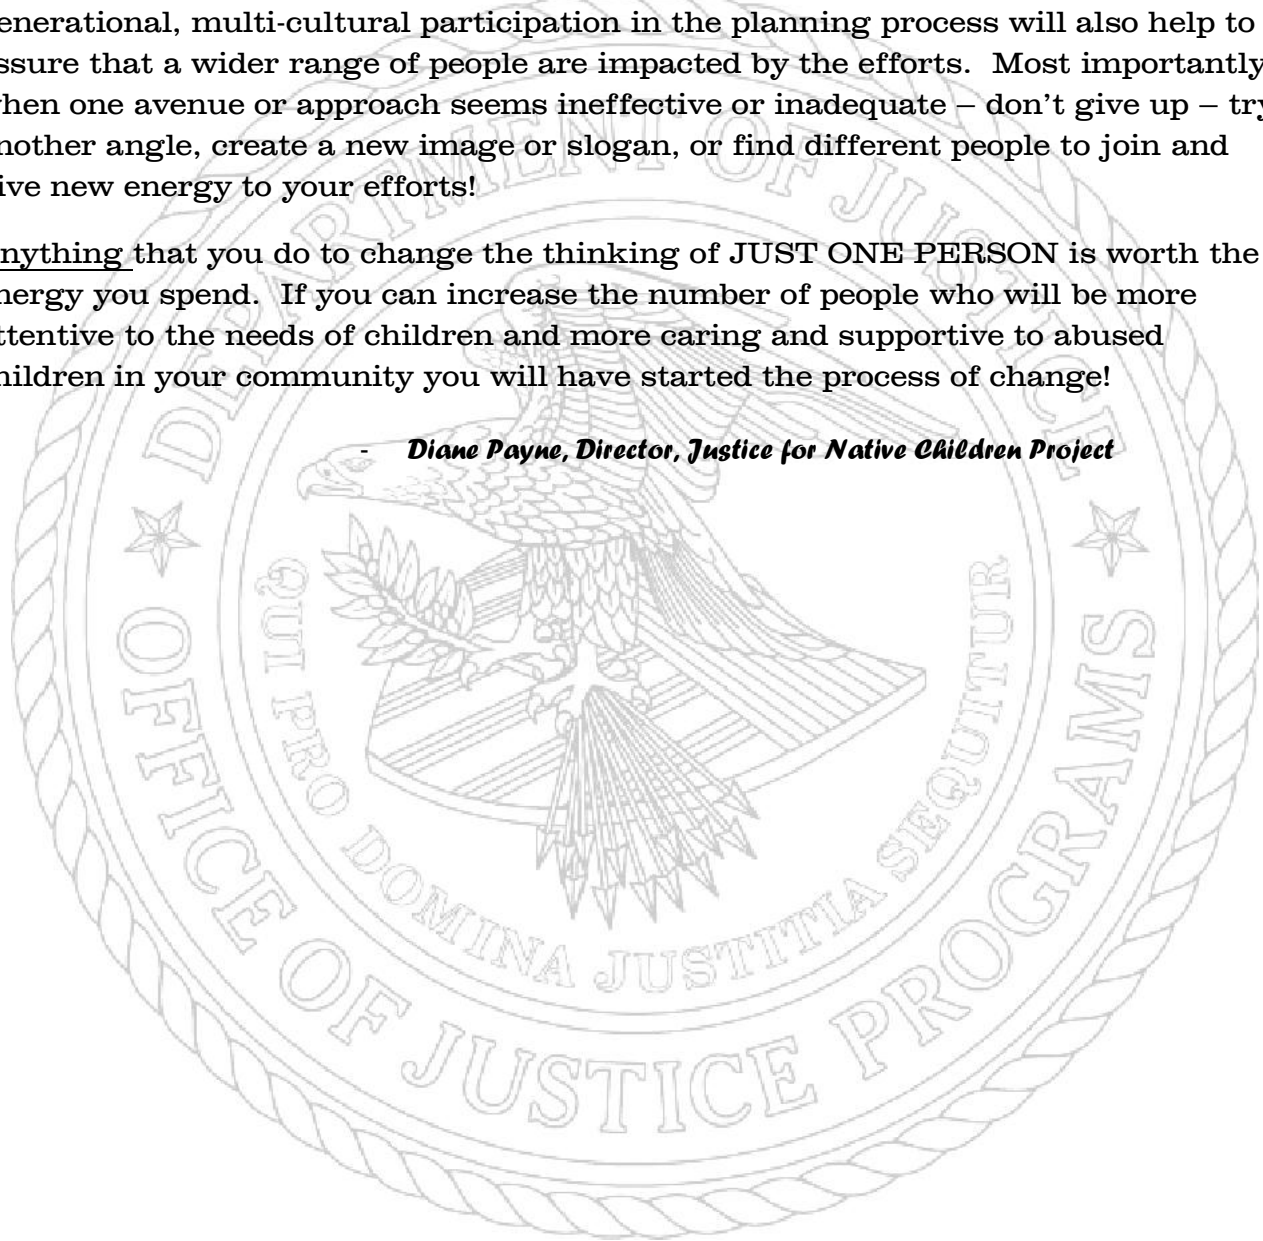 enerational, multi-cultural participation in the planning process will also help to
ssure that a wider range of people are impacted by the efforts.  Most importantly
hen one avenue or approach seems ineffective or inadequate – don't give up – try
nother angle, create a new image or slogan, or find different people to join and
ive new energy to your efforts!
nything that you do to change the thinking of JUST ONE PERSON is worth the
nergy you spend.  If you can increase the number of people who will be more
ttentive to the needs of children and more caring and supportive to abused
hildren in your community you will have started the process of change!
- Diane Payne, Director, Justice for Native Children Project
DEPARTMENT OF JUSTICE
QUI PRO DOMINA JUSTITIA SEQUITUR
OFFICE OF JUSTICE PROGRAMS